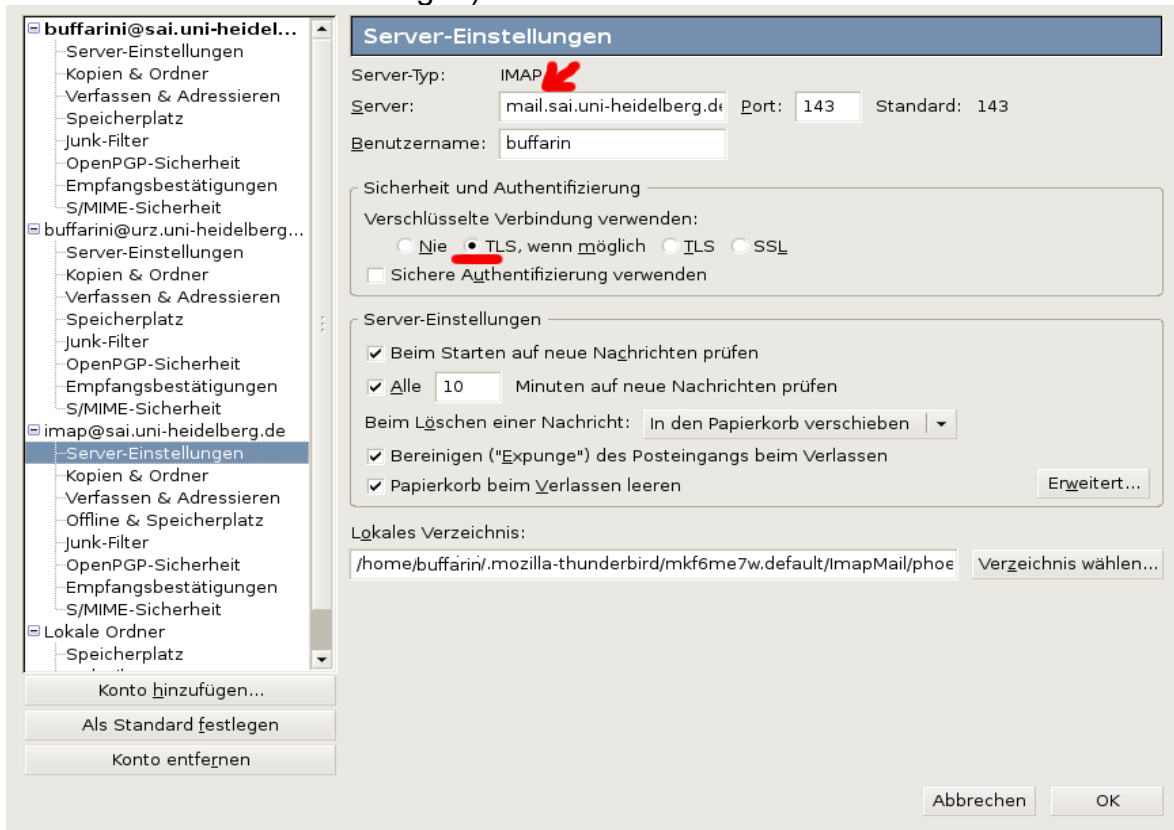 buffarini@sai.uni-heidel...
Server-Einstellungen
Kopien & Ordner
Verfassen & Adressieren
Speicherplatz
Junk-Filter
OpenPGP-Sicherheit
Empfangsbestätigungen
S/MIME-Sicherheit
buffarini@urz.uni-heidelberg...
Server-Einstellungen
Kopien & Ordner
Verfassen & Adressieren
Speicherplatz
Junk-Filter
OpenPGP-Sicherheit
Empfangsbestätigungen
S/MIME-Sicherheit
imap@sai.uni-heidelberg.de
Server-Einstellungen
Kopien & Ordner
Verfassen & Adressieren
Offline & Speicherplatz
Junk-Filter
OpenPGP-Sicherheit
Empfangsbestätigungen
S/MIME-Sicherheit
Lokale Ordner
Speicherplatz
Konto hinzufügen...
Als Standard festlegen
Konto entfernen
Server-Einstellungen
Server-Typ: IMAP
Server: mail.sai.uni-heidelberg.de Port: 143 Standard: 143
Benutzername: buffarin
Sicherheit und Authentifizierung
Verschlüsselte Verbindung verwenden:
Nie TLS, wenn möglich TLS SSL
Sichere Authentifizierung verwenden
Server-Einstellungen
Beim Starten auf neue Nachrichten prüfen
Alle 10 Minuten auf neue Nachrichten prüfen
Beim Löschen einer Nachricht: In den Papierkorb verschieben
Bereinigen ("Expunge") des Posteingangs beim Verlassen
Papierkorb beim Verlassen leeren Erweitert...
Lokales Verzeichnis:
/home/buffarin/.mozilla-thunderbird/mkf6me7w.default/ImapMail/phoe Verzeichnis wählen...
Abbrechen OK